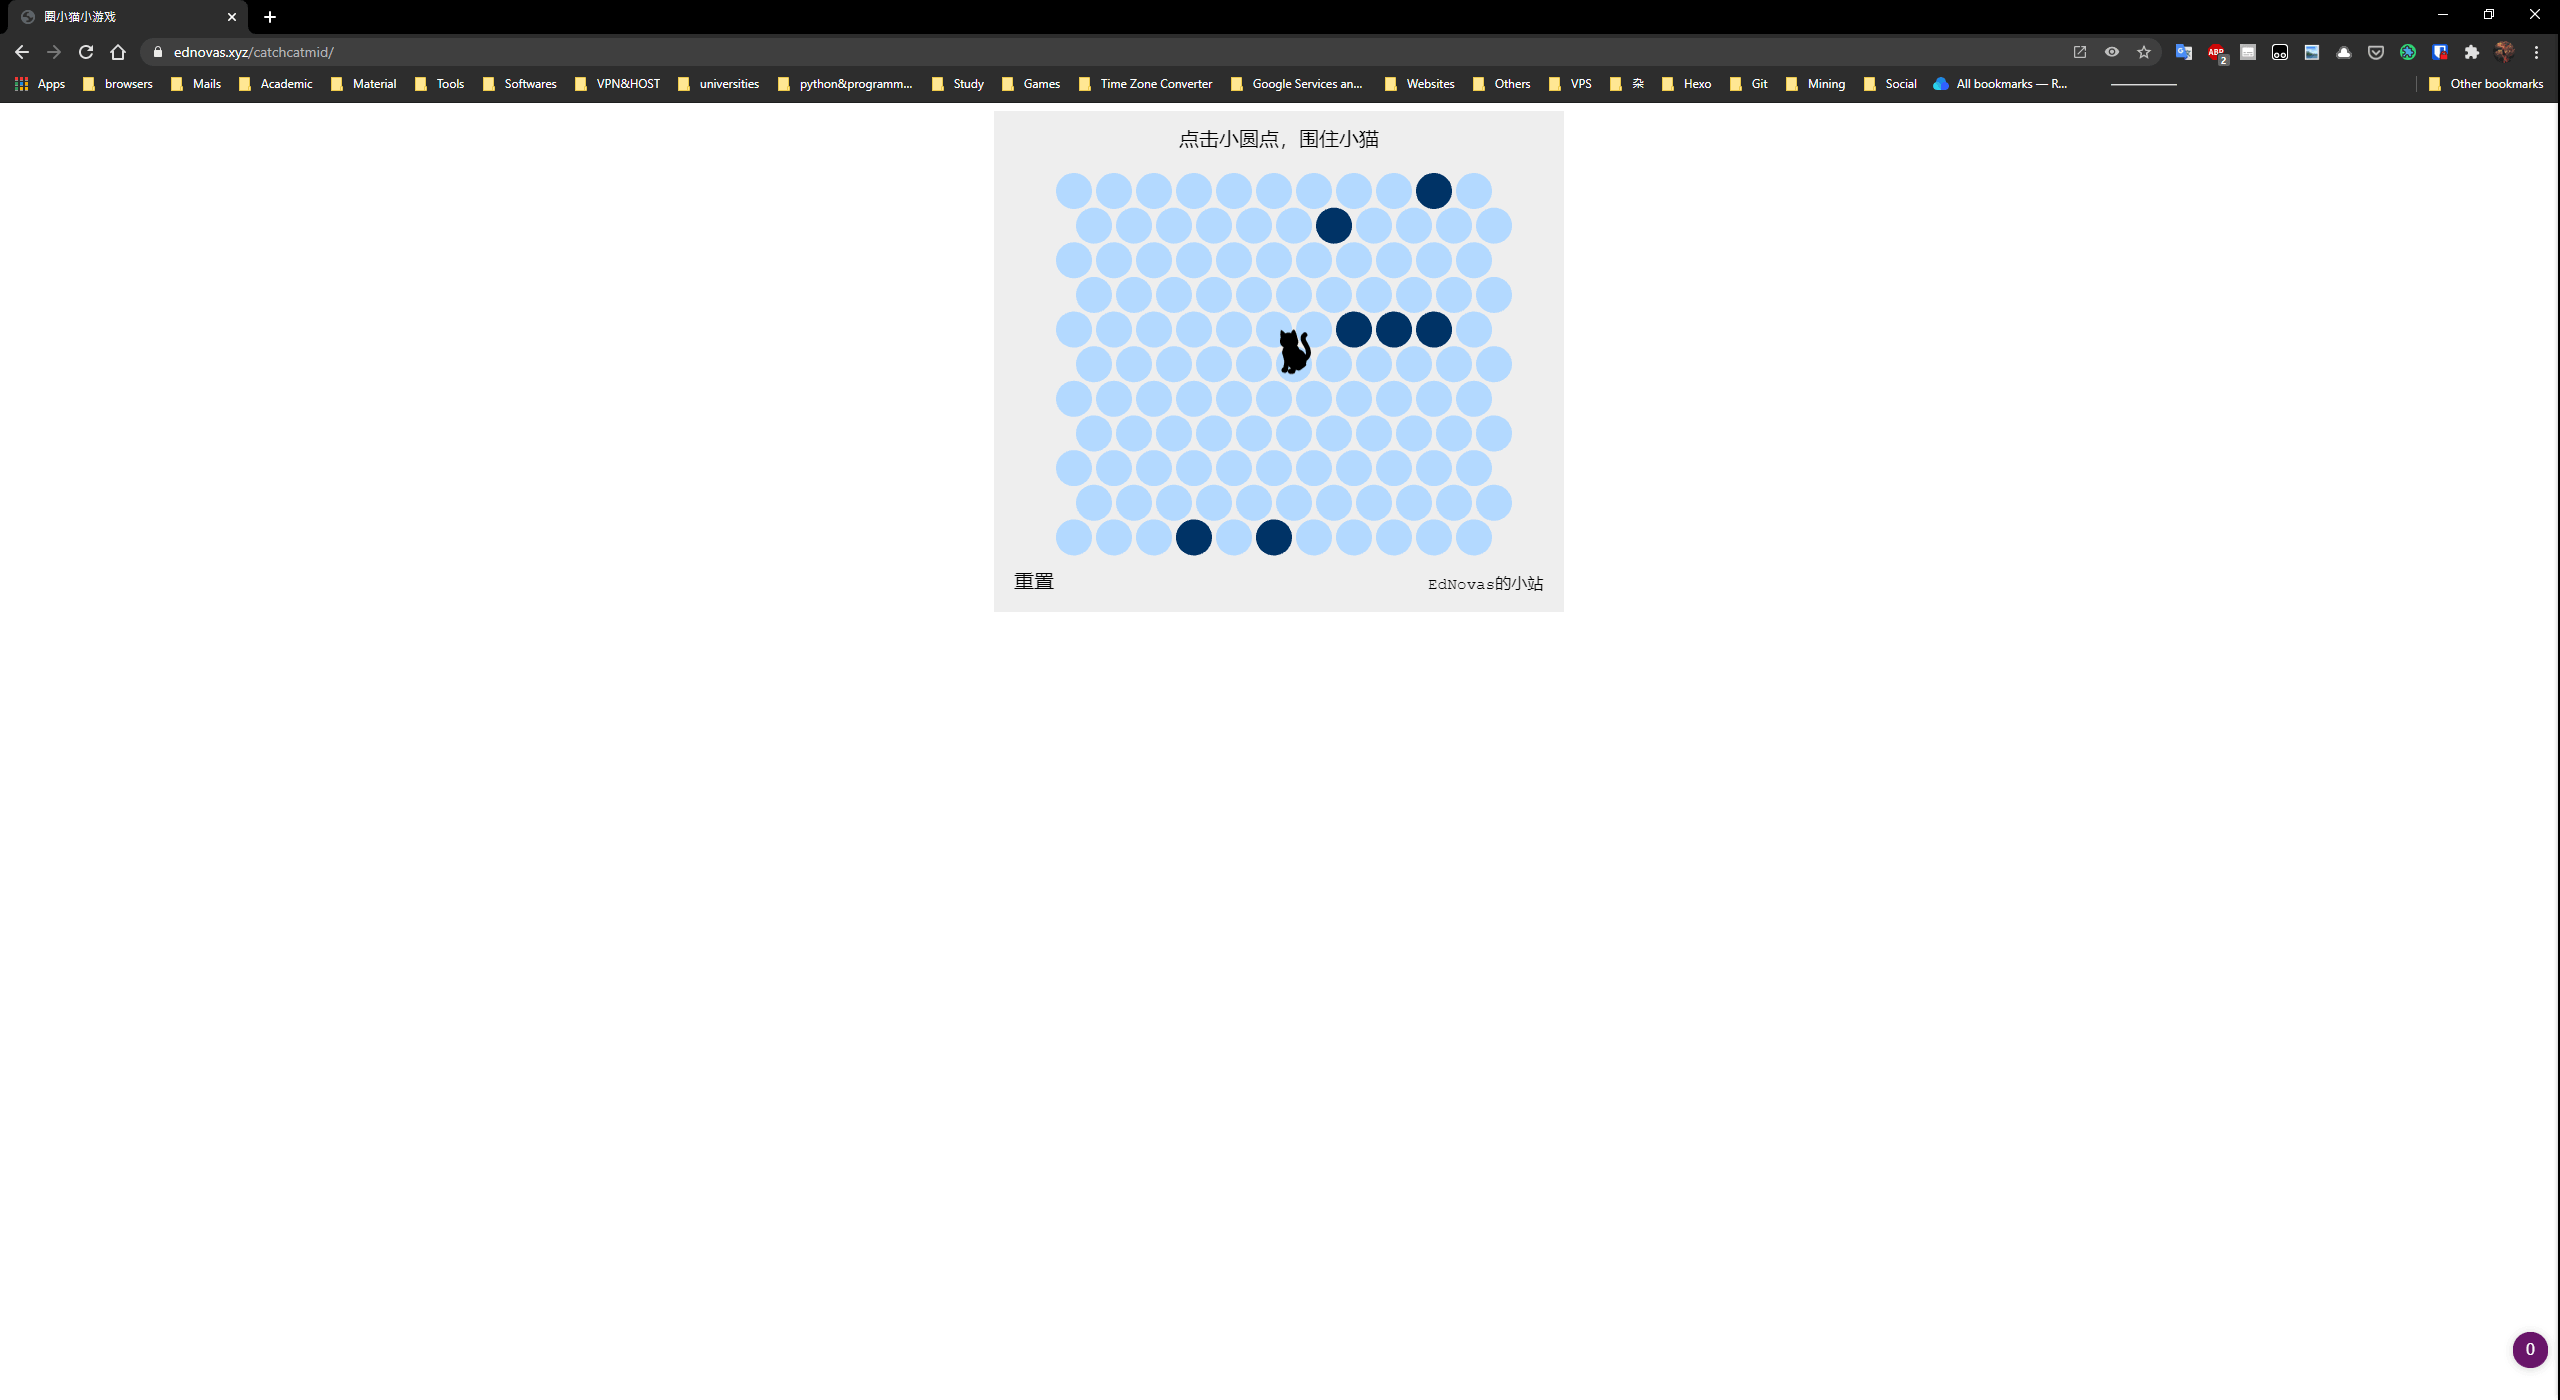 圈小猫小游戏
ednovas.xyz/catchcatmid/
ABP 2
Apps browsers Mails Academic Material Tools Softwares VPN&HOST universities python&programm... Study Games Time Zone Converter Google Services an... Websites Others VPS 杂 Hexo Git Mining Social All bookmarks — R... Other bookmarks
点击小圆点，围住小猫
重置 EdNovas的小站
0